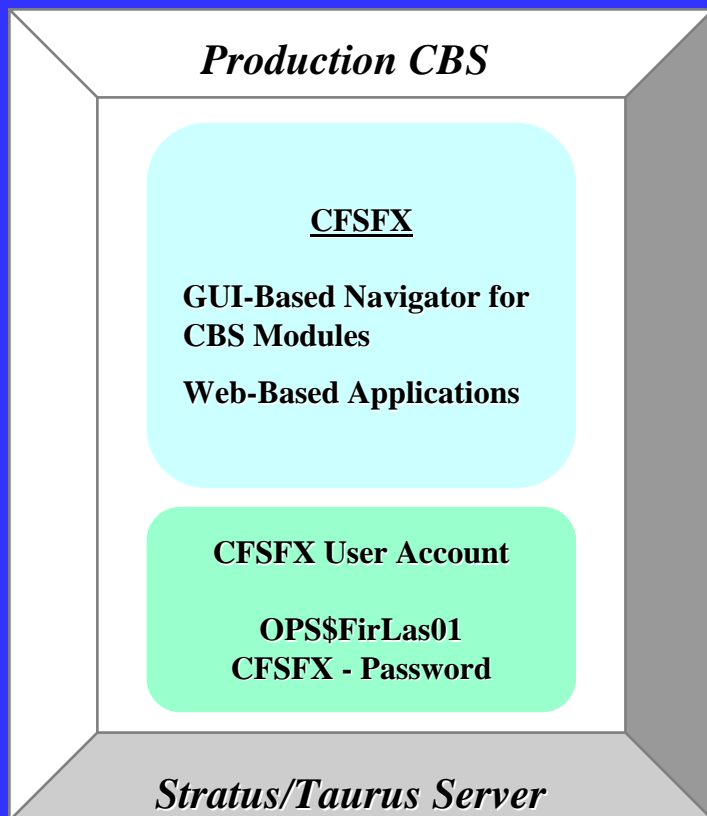 Production CBS
CFSFX
GUI-Based Navigator for
CBS Modules
Web-Based Applications
CFSFX User Account
OPS$FirLas01
CFSFX - Password
Stratus/Taurus Server